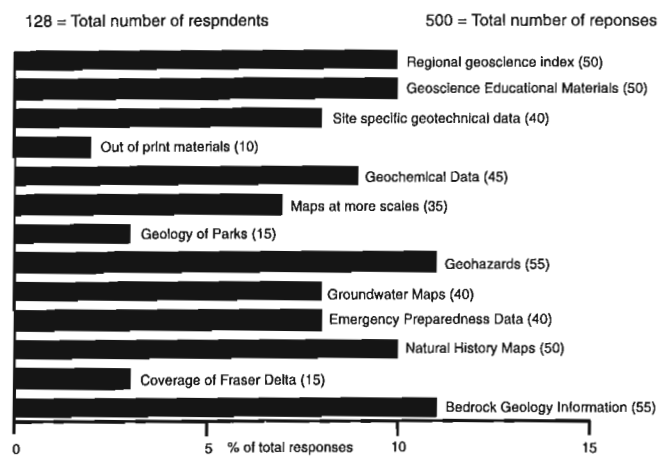 128 = Total number of respndents
500 = Total number of reponses
Regional geoscience index (50)
Geoscience Educational Materials (50)
Site specific geotechnical data (40)
Out of print materials (10)
Geochemical Data (45)
Maps at more scales (35)
Geology of Parks (15)
Geohazards (55)
Groundwater Maps (40)
Emergency Preparedness Data (40)
Natural History Maps (50)
Coverage of Fraser Delta (15)
Bedrock Geology Information (55)
0 5 % of total responses 10 15